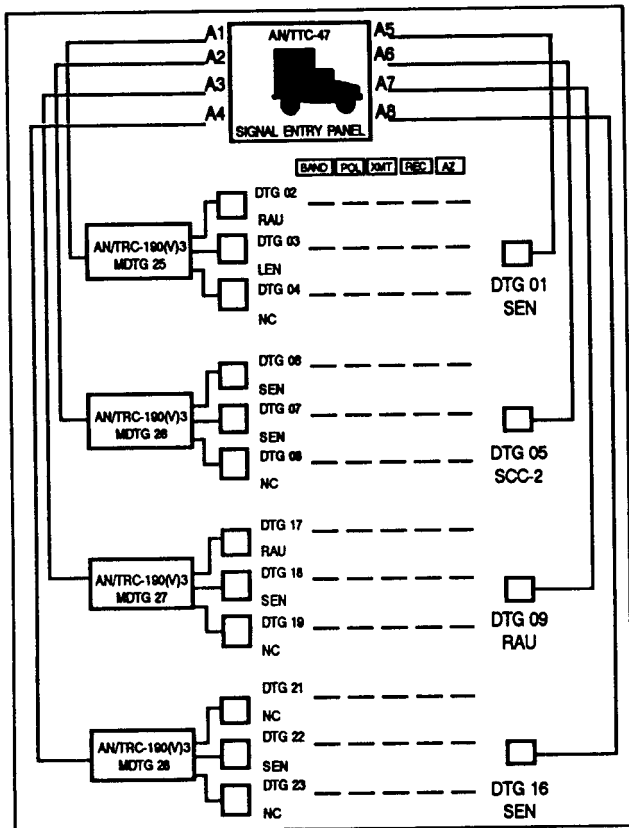 AN/TTC-47
A1
A2
A3
A4
A5
A6
A7
A8
SIGNAL ENTRY PANEL
BAND POL XMT REC AZ
AN/TRC-190(V)3
MDTG 25
DTG 02
RAU
DTG 03
LEN
DTG 04
NC
DTG 01
SEN
AN/TRC-190(V)3
MDTG 26
DTG 06
SEN
DTG 07
SEN
DTG 08
NC
DTG 05
SCC-2
AN/TRC-190(V)3
MDTG 27
DTG 17
RAU
DTG 18
SEN
DTG 19
NC
DTG 09
RAU
AN/TRC-190(V)3
MDTG 28
DTG 21
NC
DTG 22
SEN
DTG 23
NC
DTG 16
SEN